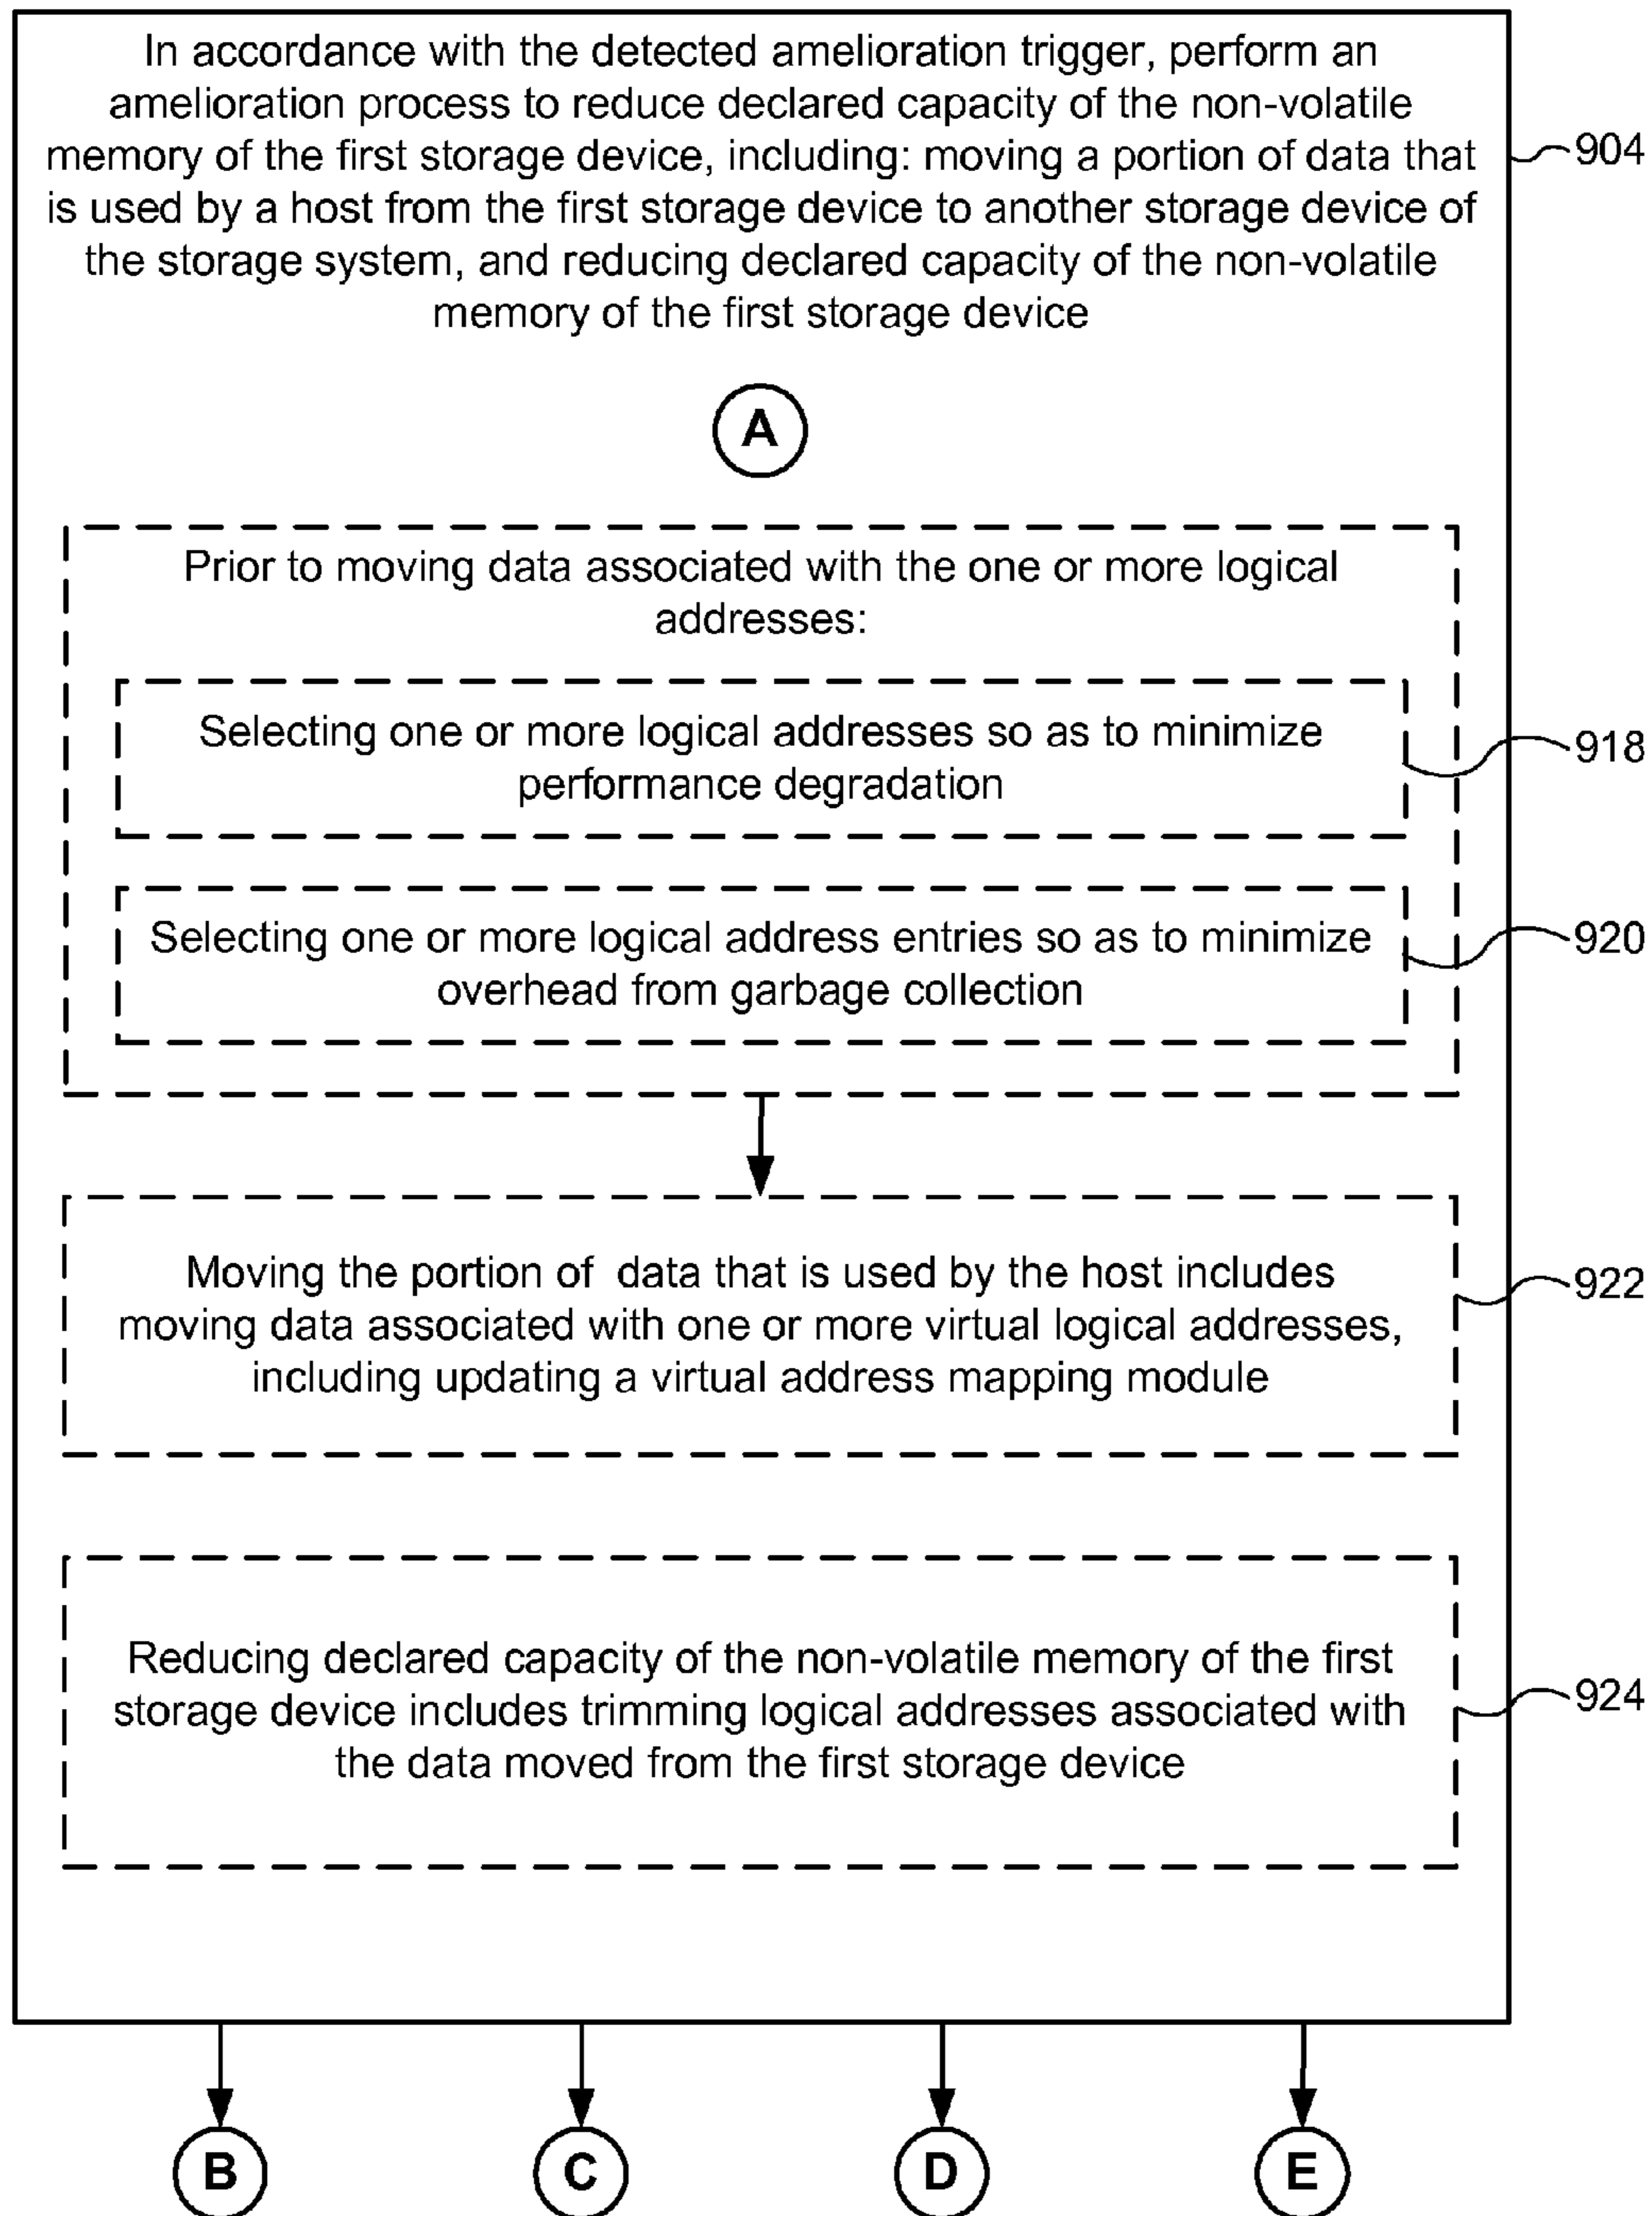 In accordance with the detected amelioration trigger, perform an
amelioration process to reduce declared capacity of the non-volatile
memory of the first storage device, including: moving a portion of data that
is used by a host from the first storage device to another storage device of
the storage system, and reducing declared capacity of the non-volatile
memory of the first storage device
904
A
Prior to moving data associated with the one or more logical
addresses:
Selecting one or more logical addresses so as to minimize
performance degradation
918
Selecting one or more logical address entries so as to minimize
overhead from garbage collection
920
Moving the portion of data that is used by the host includes
moving data associated with one or more virtual logical addresses,
including updating a virtual address mapping module
922
Reducing declared capacity of the non-volatile memory of the first
storage device includes trimming logical addresses associated with
the data moved from the first storage device
924
B C D E